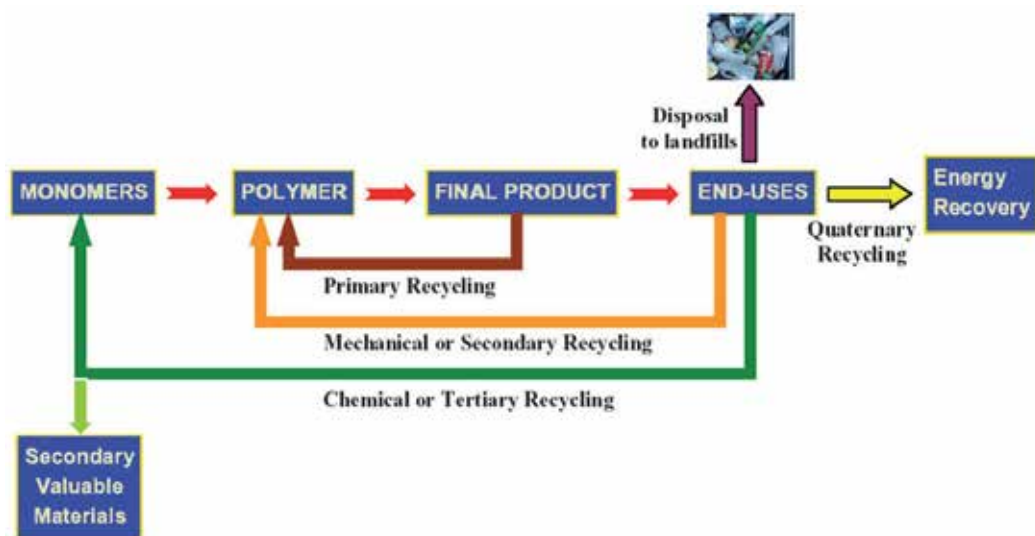 Disposal
to landfills
MONOMERS
POLYMER
FINAL PRODUCT
END-USES
Energy
Recovery
Quaternary
Recycling
Primary Recycling
Mechanical or Secondary Recycling
Chemical or Tertiary Recycling
Secondary
Valuable
Materials